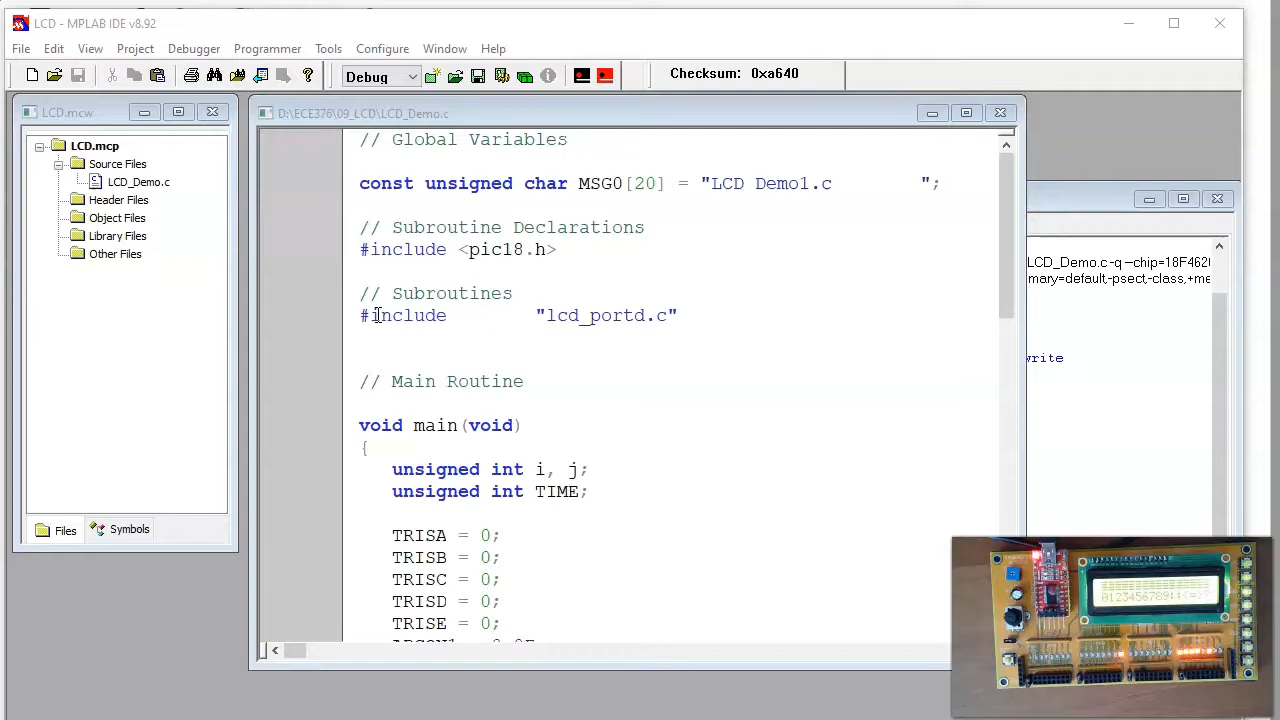 LCD - MPLAB IDE v8.92
File Edit View Project Debugger Programmer Tools Configure Window Help
Debug
Checksum: 0xa640
LCD.mcw
LCD.mcp
Source Files
LCD_Demo.c
Header Files
Object Files
Library Files
Other Files
Files Symbols
D:\ECE376\09_LCD\LCD_Demo.c
// Global Variables
const unsigned char MSG0[20] = "LCD Demo1.c        ";
// Subroutine Declarations
#include <pic18.h>
// Subroutines
#include        "lcd_portd.c"
// Main Routine
void main(void)
{
unsigned int i, j;
unsigned int TIME;
TRISA = 0;
TRISB = 0;
TRISC = 0;
TRISD = 0;
TRISE = 0;
LCD_Demo.c -q --chip=18F462
mary=default-psect-class,+me
write
0123456789:;<=>?